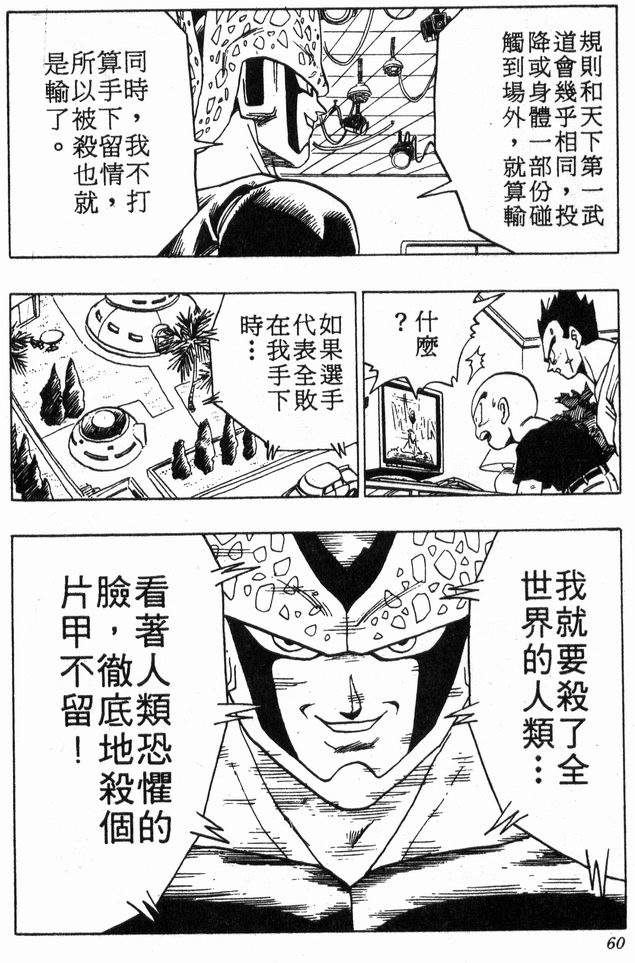 規則和天下第一武
道會幾乎相同，投
降或身體一部份碰
觸到場外，就算輸
同時，我不打
算手下留情，
所以被殺也就
是輸了。
什麼
？
如果選手
代表全敗
在我手下
時…
我就要殺了全
世界的人類…
看著人類恐懼的
臉，徹底地殺個
片甲不留！
60